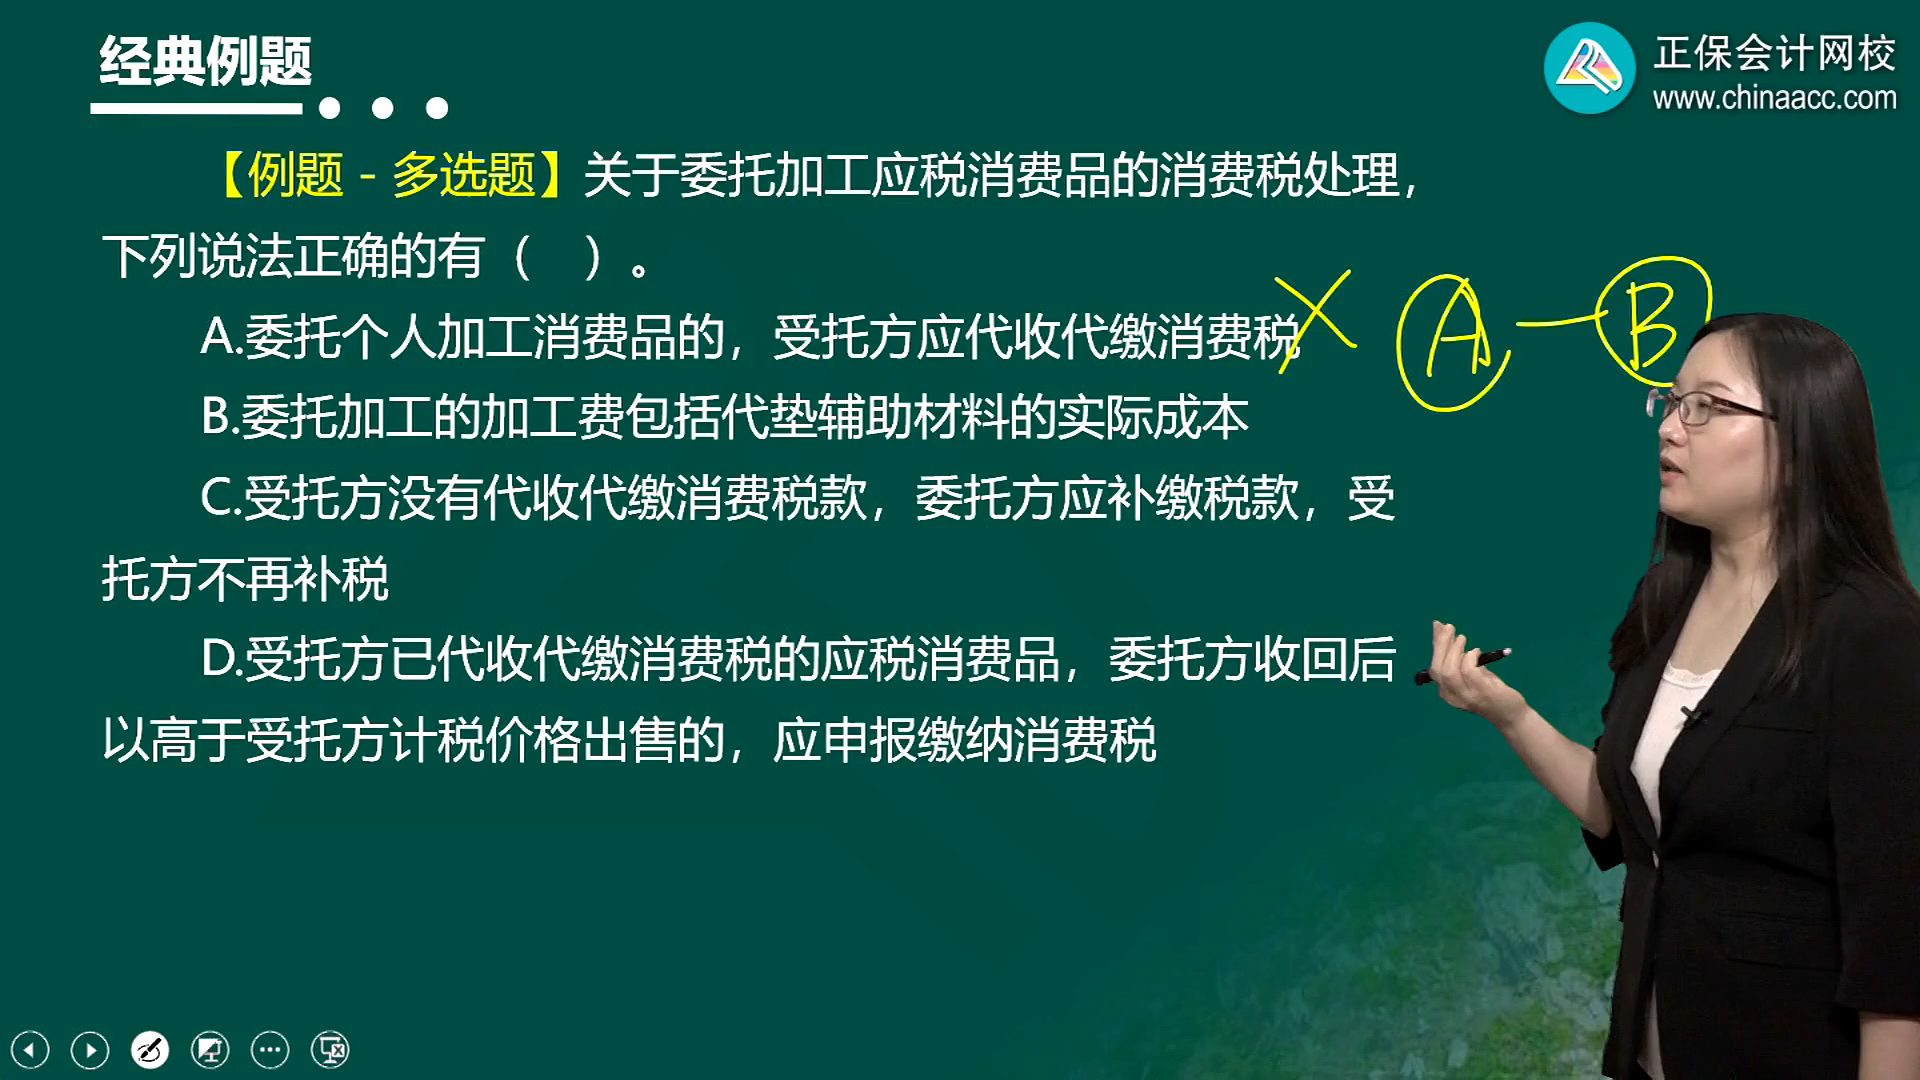 经典例题
正保会计网校
www.chinaacc.com
【例题-多选题】关于委托加工应税消费品的消费税处理，
下列说法正确的有（ ）。
A.委托个人加工消费品的，受托方应代收代缴消费税
X A — B
B.委托加工的加工费包括代垫辅助材料的实际成本
C.受托方没有代收代缴消费税款，委托方应补缴税款，受
托方不再补税
D.受托方已代收代缴消费税的应税消费品，委托方收回后
以高于受托方计税价格出售的，应申报缴纳消费税